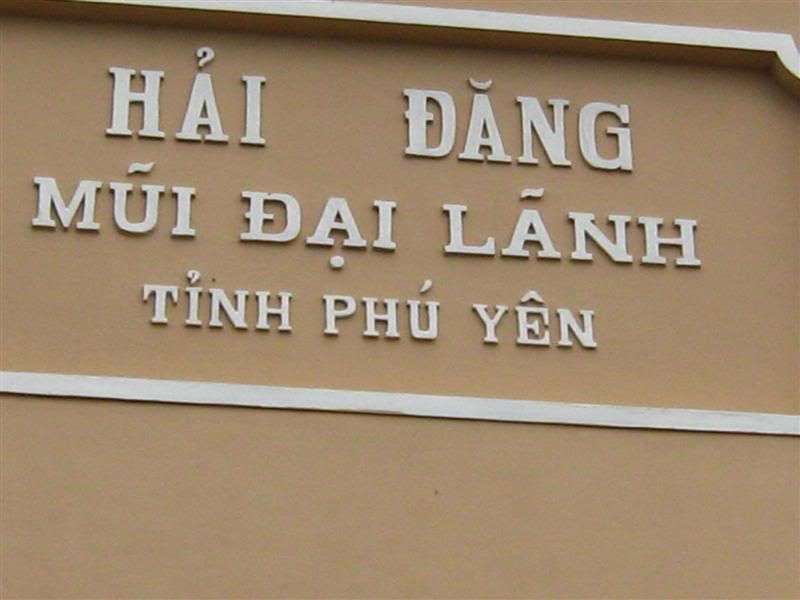 HẢI ĐĂNG
MŨI ĐẠI LÃNH
TỈNH PHÚ YÊN